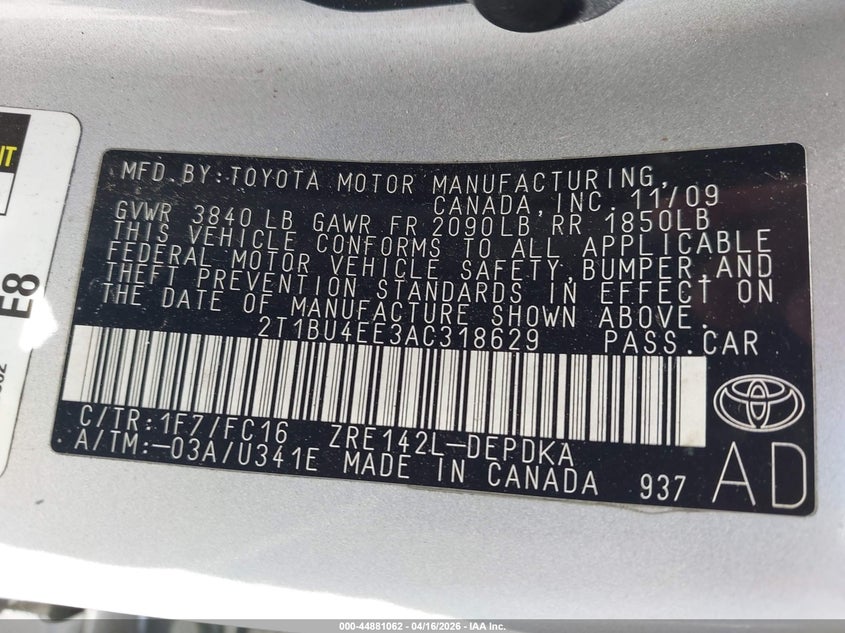 MFD.BY:TOYOTA MOTOR MANUFACTURING,
CANADA,INC. 11/09
GVWR 3840LB GAWR FR 2090LB RR 1850LB
THIS VEHICLE CONFORMS TO ALL APPLICABLE
FEDERAL MOTOR VEHICLE SAFETY,BUMPER,AND
THEFT PREVENTION STANDARDS IN EFFECT ON
THE DATE OF MANUFACTURE SHOWN ABOVE.
2T1BU4EE3AC318629 PASS.CAR
C/TR:1F7/FC16 ZRE142L-DEPDKA
A/TM:-03A/U341E MADE IN CANADA 937 AD
E8
000-44881062 - 04/16/2026 - IAA Inc.